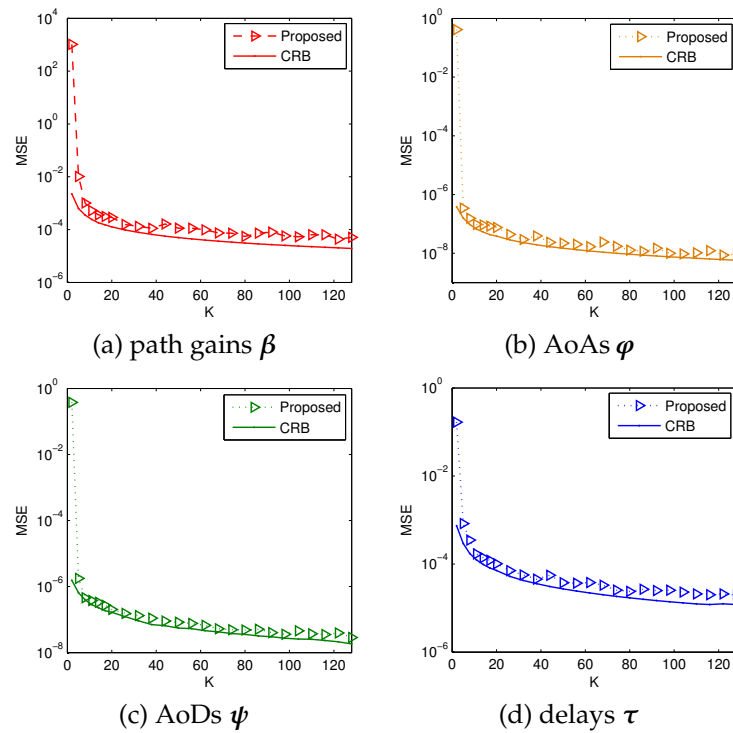 Proposed
CRB
MSE
10^4
10^2
10^0
10^-2
10^-4
10^-6
0 20 40 60 80 100 120
K
(a) path gains β
Proposed
CRB
MSE
10^0
10^-2
10^-4
10^-6
10^-8
0 20 40 60 80 100 120
K
(b) AoAs φ
Proposed
CRB
MSE
10^0
10^-2
10^-4
10^-6
10^-8
0 20 40 60 80 100 120
K
(c) AoDs ψ
Proposed
CRB
MSE
10^0
10^-2
10^-4
10^-6
0 20 40 60 80 100 120
K
(d) delays τ